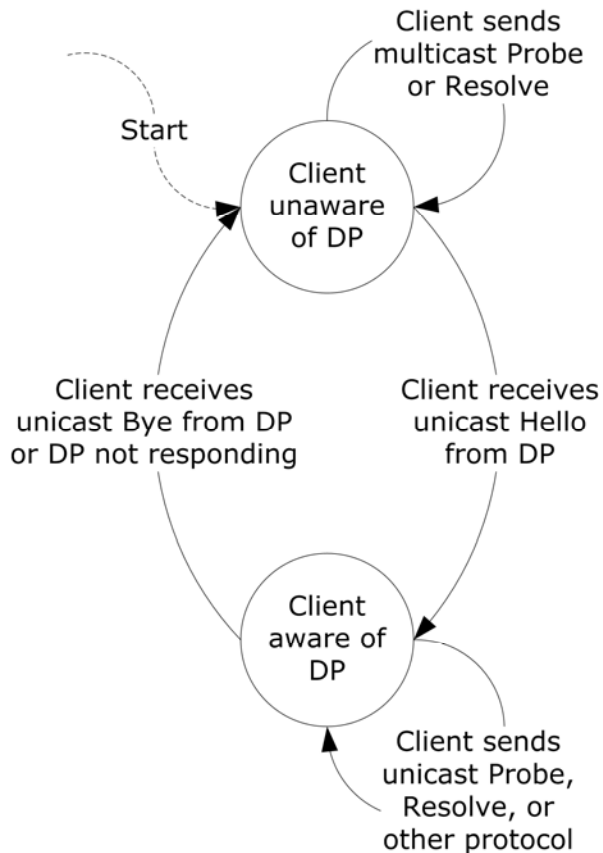 Client sends
multicast Probe
or Resolve
Start
Client
unaware
of DP
Client receives
unicast Bye from DP
or DP not responding
Client receives
unicast Hello
from DP
Client
aware of
DP
Client sends
unicast Probe,
Resolve, or
other protocol